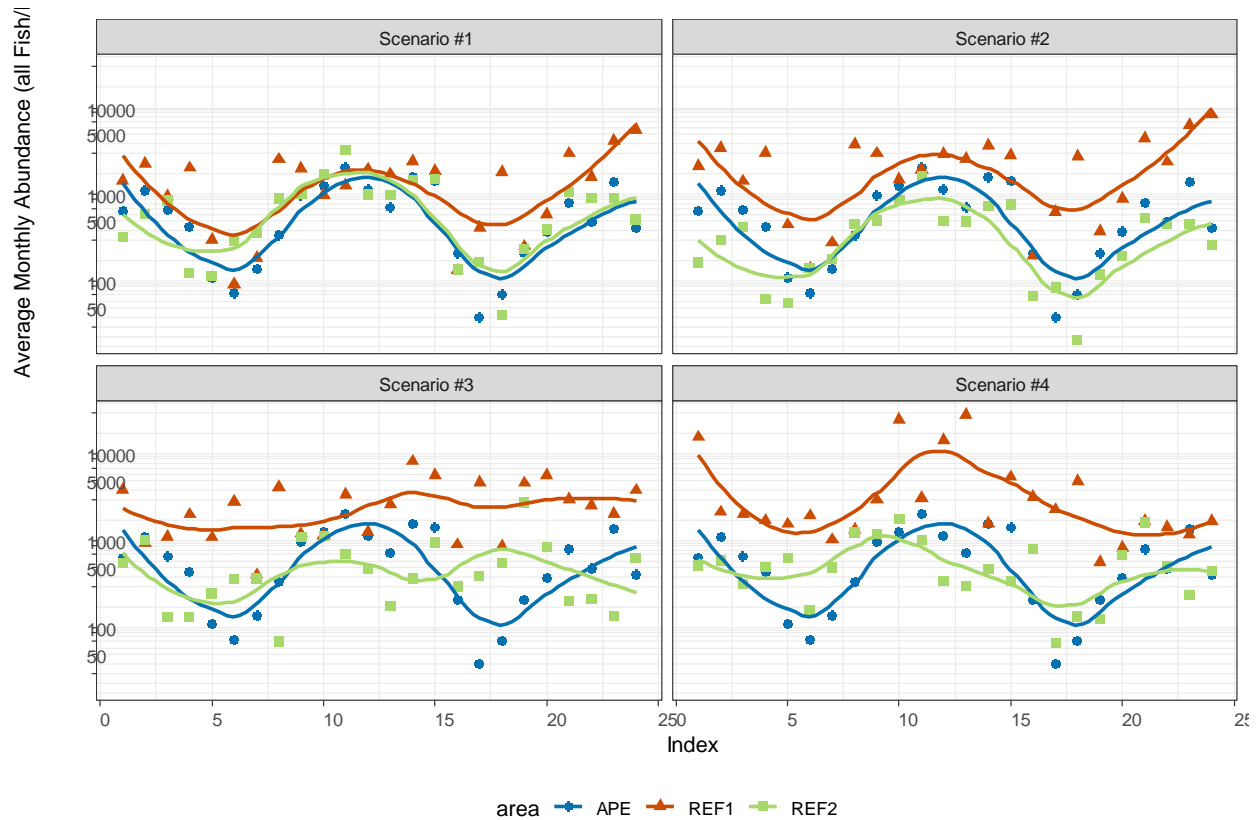 Average Monthly Abundance (all Fish/
Scenario #1
Scenario #2
10000
5000
1000
500
100
50
Scenario #3
Scenario #4
10000
5000
1000
500
100
50
0 5 10 15 20 25
0 5 10 15 20 25
Index
area APE REF1 REF2